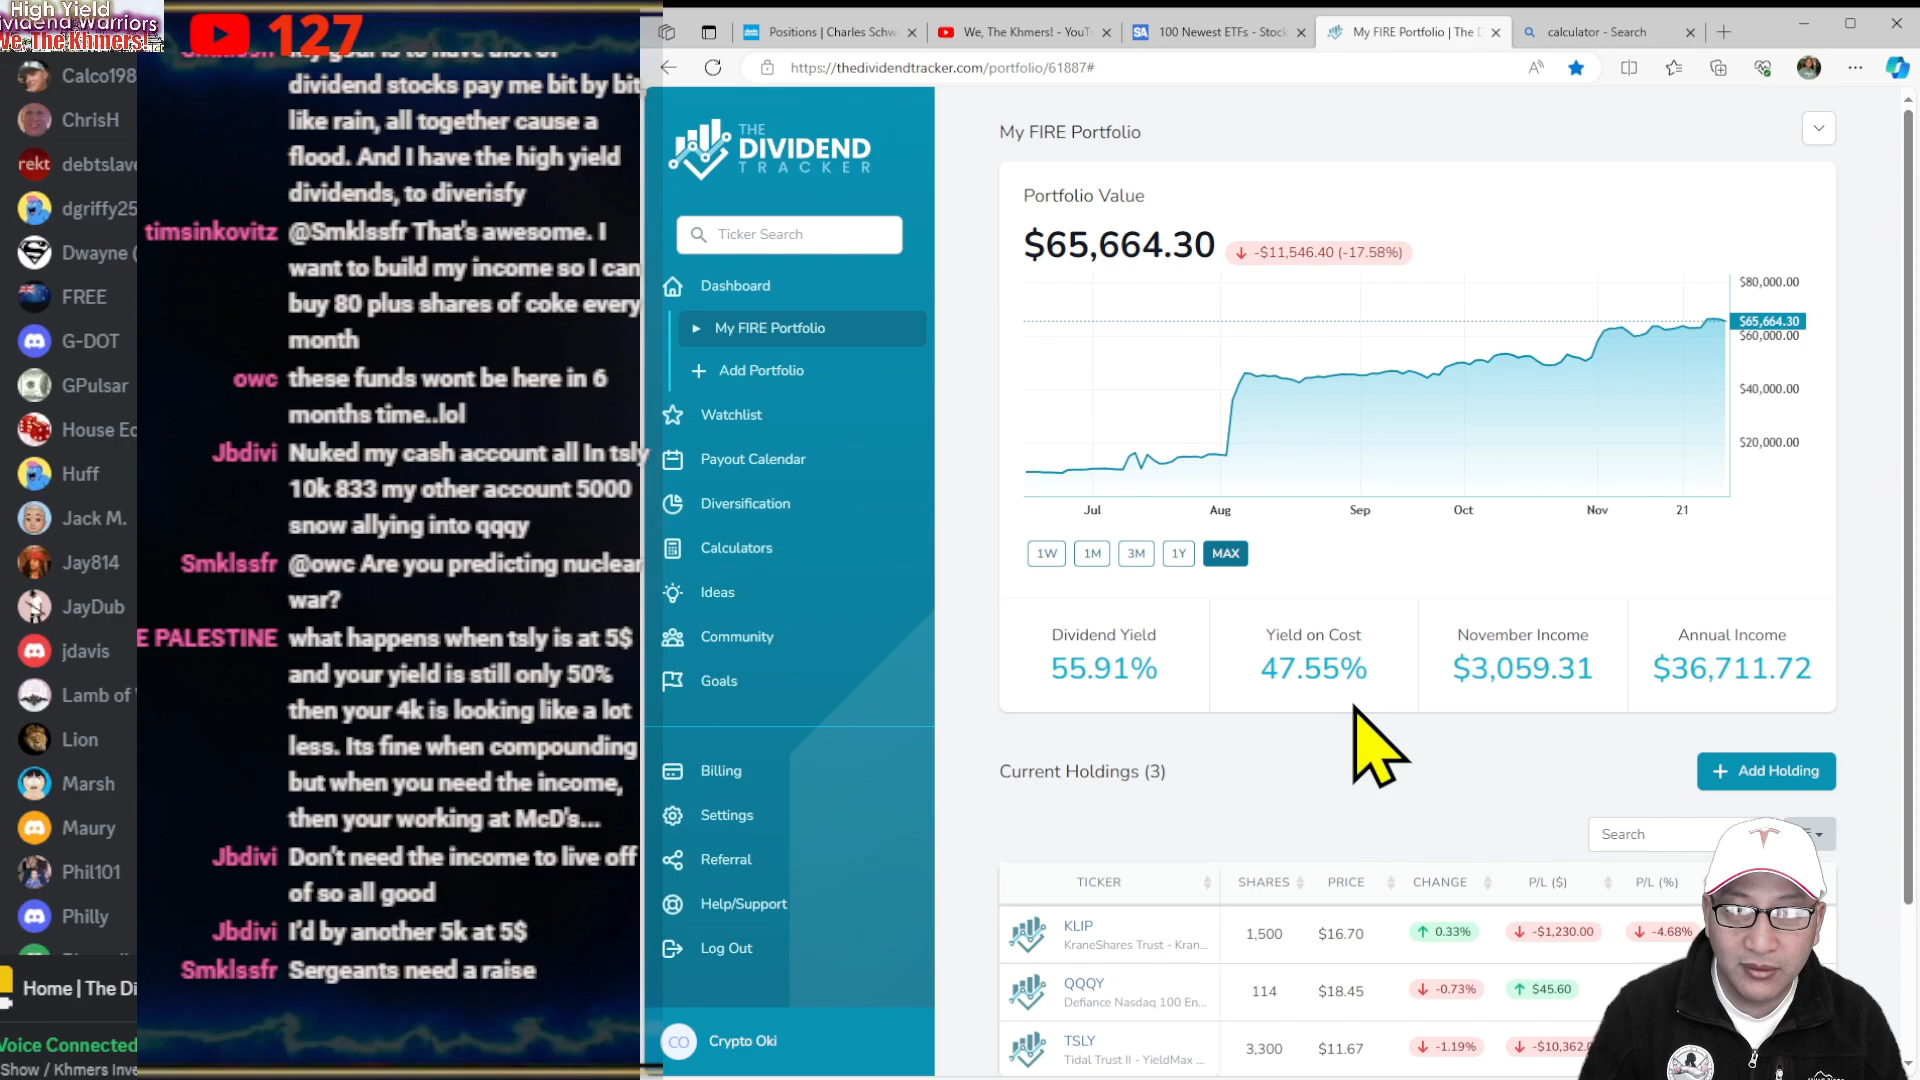 High Yield
Dividend Warriors
We, The Khmers!
127
Calco198
ChrisH
rekt
debtslave
dgriffy25
Dwayne (
FREE
G-DOT
GPulsar
House Ec
Huff
Jack M.
Jay814
JayDub
jdavis
Lamb of
Lion
Marsh
Maury
Phil101
Philly
Home | The Di
Voice Connected
Show / Khmers Inve
dividend stocks pay me bit by bit
like rain, all together cause a
flood. And I have the high yield
dividends, to diverisfy
timsinkovitz @Smklssfr That's awesome. I
want to build my income so I can
buy 80 plus shares of coke every
month
owc these funds wont be here in 6
months time..lol
Jbdivi Nuked my cash account all In tsly
10k 833 my other account 5000
snow allying into qqqy
Smklssfr @owc Are you predicting nuclear
war?
E PALESTINE what happens when tsly is at 5$
and your yield is still only 50%
then your 4k is looking like a lot
less. Its fine when compounding
but when you need the income,
then your working at McD's...
Jbdivi Don't need the income to live off
of so all good
Jbdivi I'd by another 5k at 5$
Smklssfr Sergeants need a raise
Positions | Charles Schw
We, The Khmers! - YouT
SA
100 Newest ETFs - Stock
My FIRE Portfolio | The D
calculator - Search
https://thedividendtracker.com/portfolio/61887#
THE
DIVIDEND
TRACKER
Ticker Search
Dashboard
My FIRE Portfolio
Add Portfolio
Watchlist
Payout Calendar
Diversification
Calculators
Ideas
Community
Goals
Billing
Settings
Referral
Help/Support
Log Out
CO
Crypto Oki
My FIRE Portfolio
Portfolio Value
$65,664.30
-$11,546.40 (-17.58%)
$80,000.00
$65,664.30
$60,000.00
$40,000.00
$20,000.00
Jul Aug Sep Oct Nov 21
1W 1M 3M 1Y MAX
Dividend Yield
55.91%
Yield on Cost
47.55%
November Income
$3,059.31
Annual Income
$36,711.72
Current Holdings (3)
+ Add Holding
Search
TICKER SHARES PRICE CHANGE P/L ($) P/L (%)
KLIP
KraneShares Trust - Kran...
1,500 $16.70 0.33% -$1,230.00 -4.68%
QQQY
Defiance Nasdaq 100 En...
114 $18.45 -0.73% $45.60
TSLY
Tidal Trust II - YieldMax ...
3,300 $11.67 -1.19% -$10,362.0